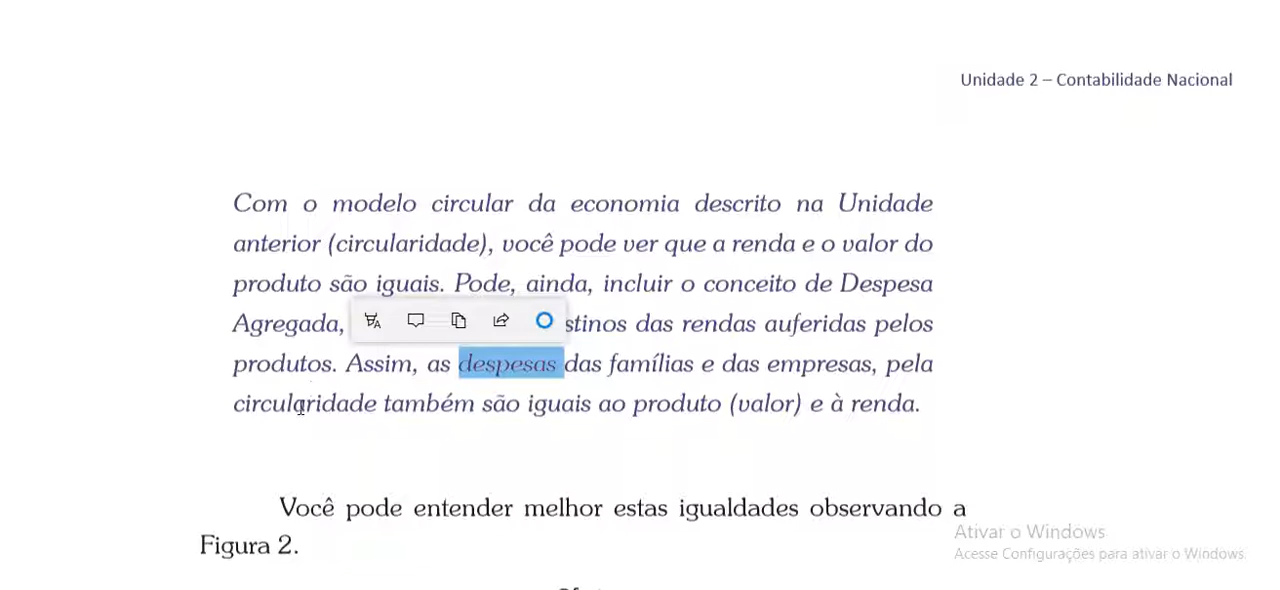 Unidade 2 – Contabilidade Nacional
Com o modelo circular da economia descrito na Unidade
anterior (circularidade), você pode ver que a renda e o valor do
produto são iguais. Pode, ainda, incluir o conceito de Despesa
Agregada, stinos das rendas auferidas pelos
produtos. Assim, as despesas das famílias e das empresas, pela
circularidade também são iguais ao produto (valor) e à renda.
Você pode entender melhor estas igualdades observando a
Figura 2.
Ativar o Windows
Acesse Configurações para ativar o Windows.